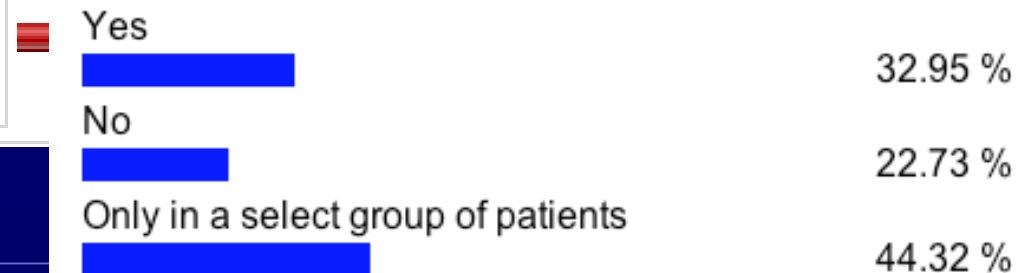 Yes
32.95 %
No
22.73 %
Only in a select group of patients
44.32 %